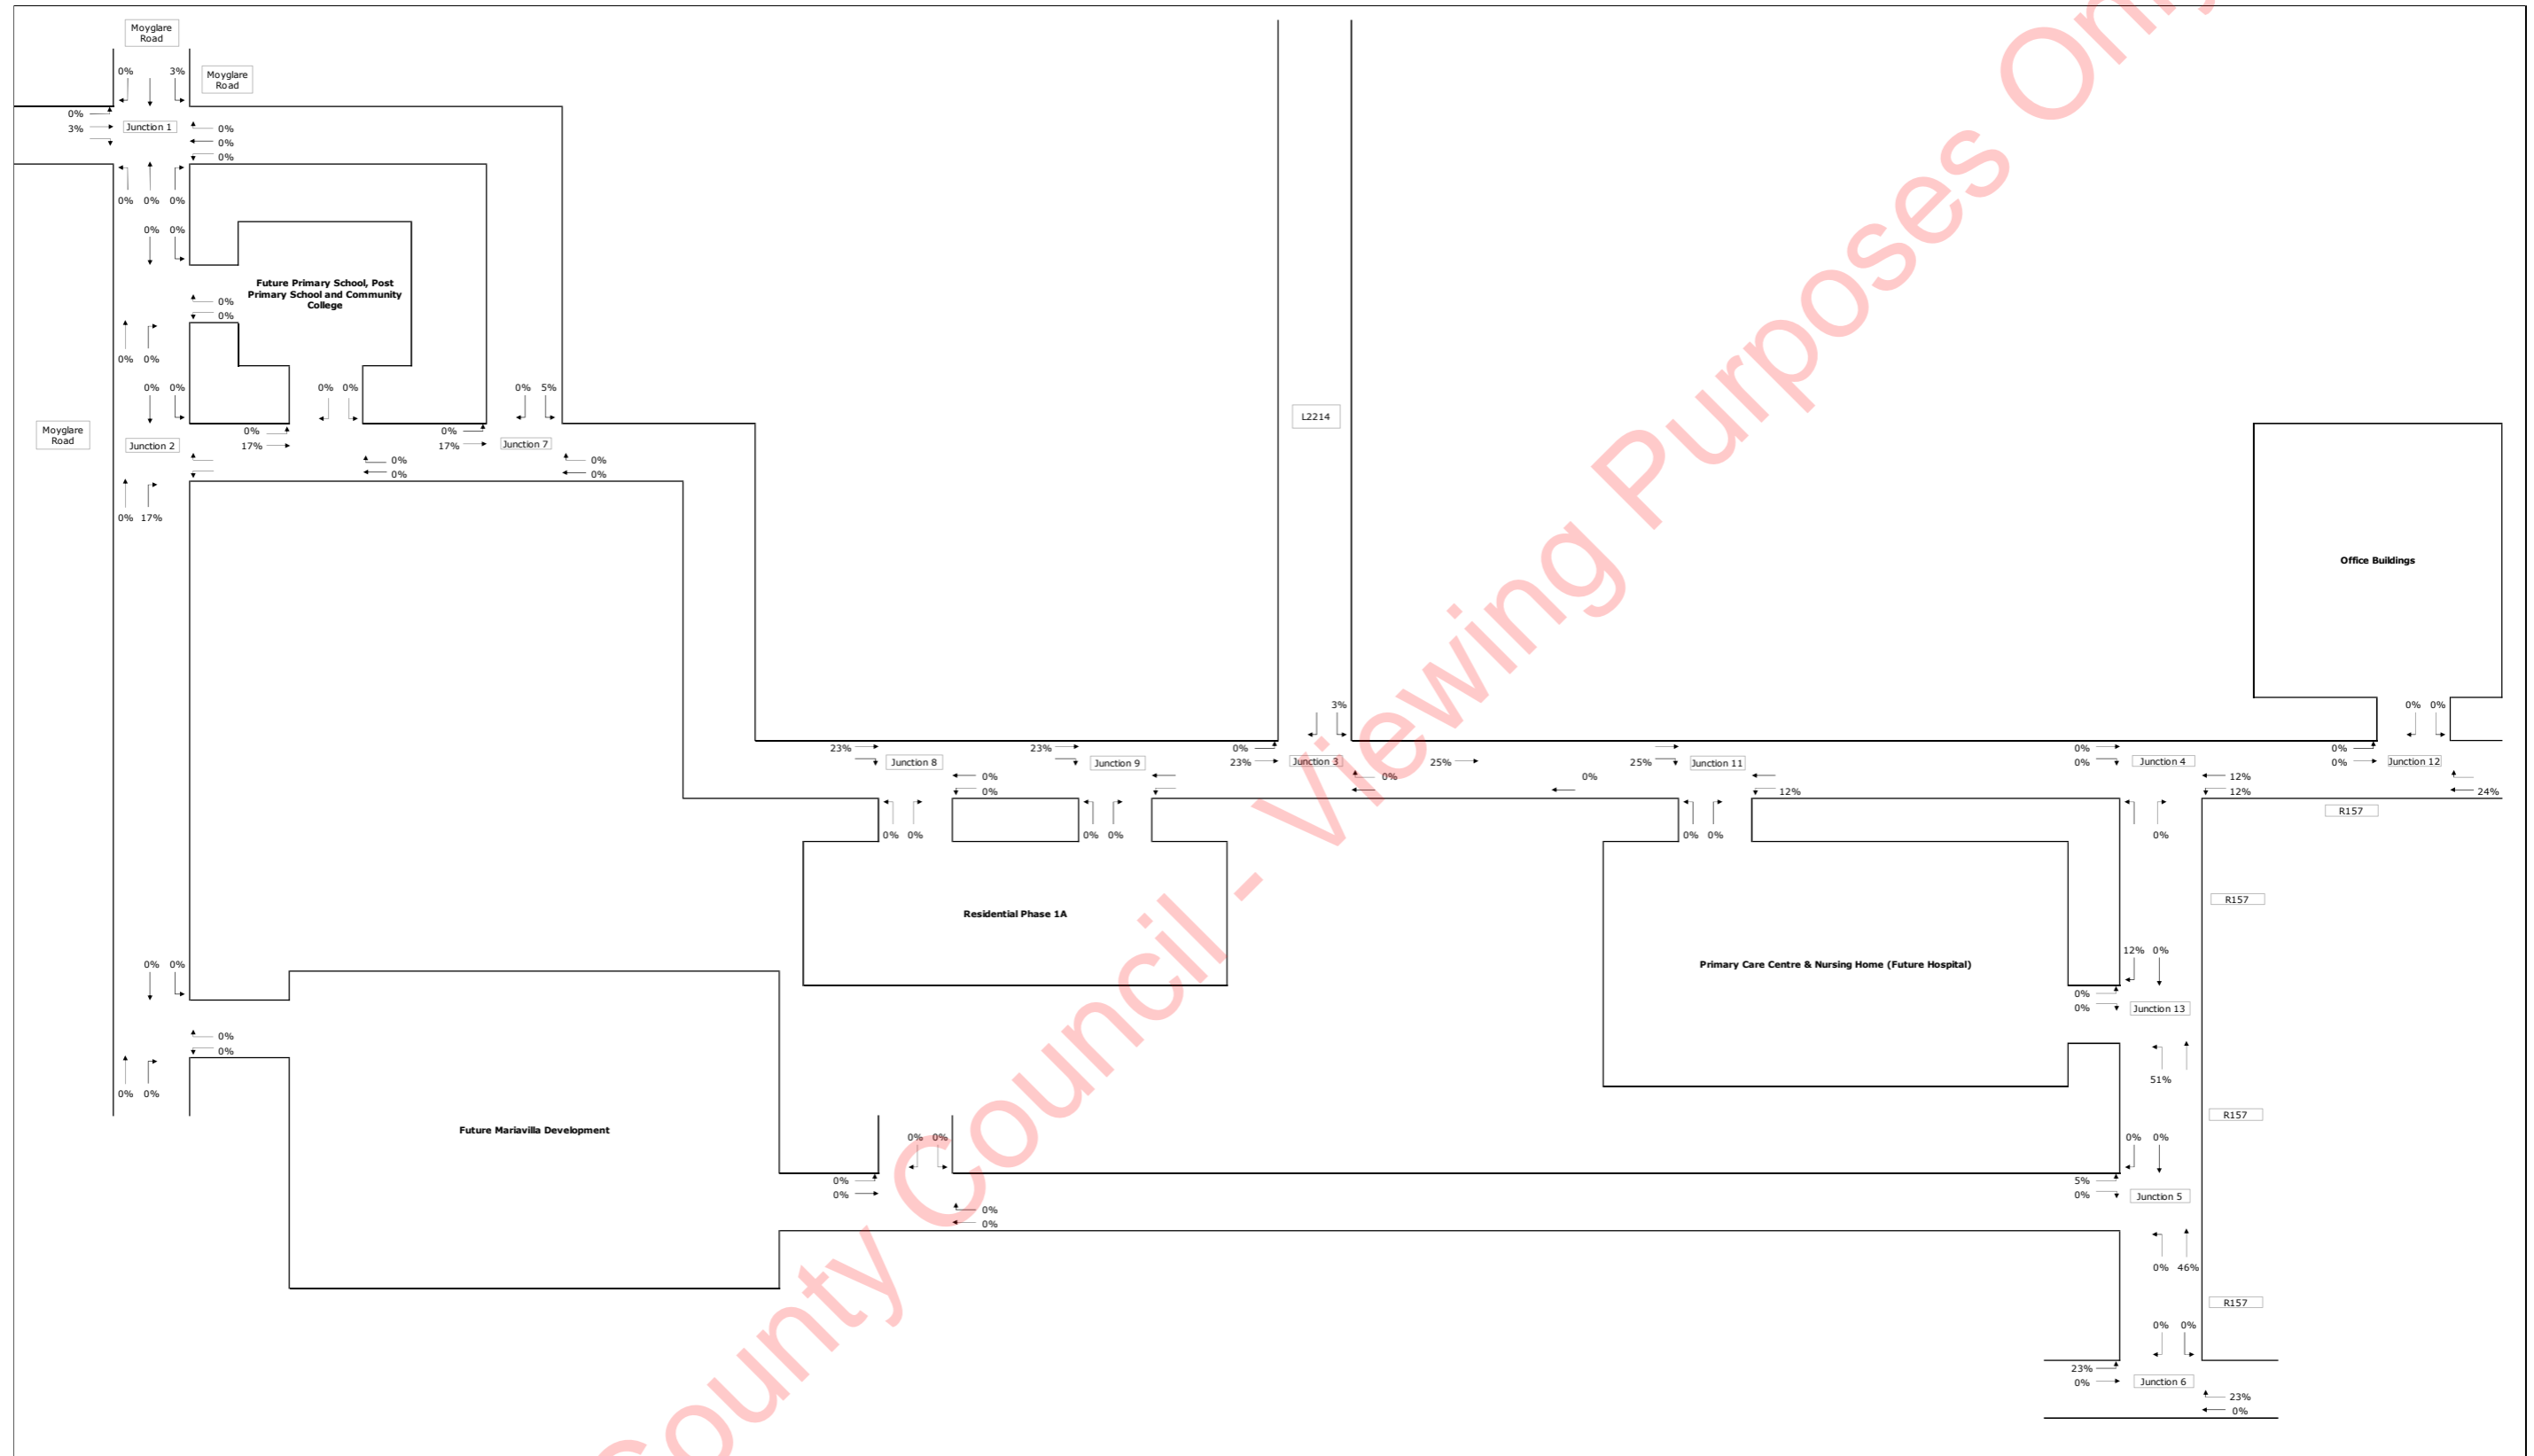 Moyglare
Road
0% 3%
Moyglare
Road
0%
3%
Junction 1
0%
0%
0%
0% 0% 0%
0% 0%
Future Primary School, Post
Primary School and Community
College
0%
0%
0% 0%
0% 0%
0% 0%
0% 5%
Moyglare
Road
Junction 2
0%
17%
0%
17%
Junction 7
0%
0%
0%
0%
0% 17%
L2214
Office Buildings
3%
0% 0%
23%
Junction 8
23%
Junction 9
0%
23%
Junction 3
25%
25%
Junction 11
0%
0%
Junction 4
0%
0%
Junction 12
0%
0%
0%
0%
12%
12%
12%
24%
R157
0% 0%
0% 0%
0% 0%
0%
Residential Phase 1A
R157
Primary Care Centre & Nursing Home (Future Hospital)
12% 0%
0%
0%
Junction 13
0% 0%
0%
0%
0% 0%
51%
Future Mariavilla Development
R157
0% 0%
0% 0%
0%
0%
5%
0%
Junction 5
0%
0%
0% 46%
R157
0% 0%
23%
0%
Junction 6
23%
0%
County Council - Viewing Purposes Only